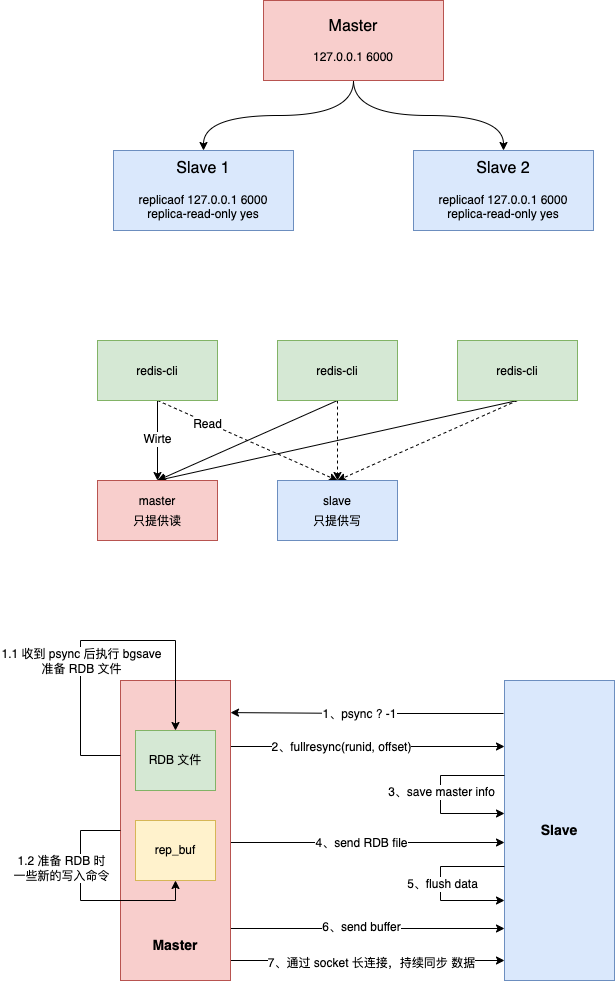 Master
127.0.0.1 6000
Slave 1
replicaof 127.0.0.1 6000
replica-read-only yes
Slave 2
replicaof 127.0.0.1 6000
replica-read-only yes
redis-cli
redis-cli
redis-cli
Read
Wirte
master
只提供读
slave
只提供写
1.1 收到 psync 后执行 bgsave
准备 RDB 文件
1、psync ? -1
2、fullresync(runid, offset)
RDB 文件
3、save master info
Slave
4、send RDB file
rep_buf
1.2 准备 RDB 时
一些新的写入命令
5、flush data
6、send buffer
Master
7、通过 socket 长连接，持续同步 数据